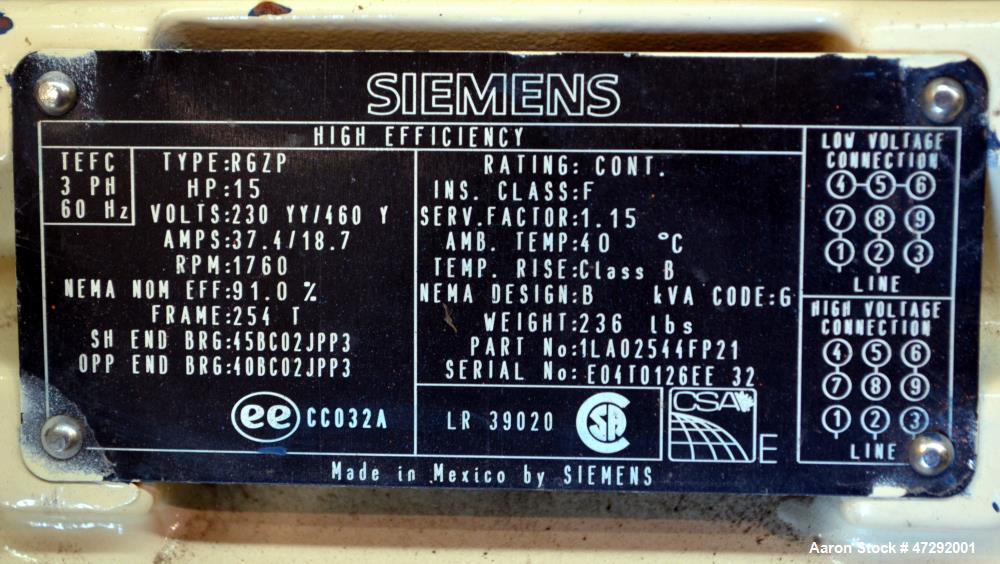 SIEMENS
HIGH EFFICIENCY
TEFC
3 PH
60 Hz
TYPE:RGZP
HP:15
VOLTS:230 YY/460 Y
AMPS:37.4/18.7
RPM:1760
NEMA NOM EFF:91.0 %
FRAME:254 T
SH END BRG:45BC02JPP3
OPP END BRG:40BC02JPP3
ee CC032A
RATING: CONT.
INS. CLASS:F
SERV.FACTOR:1.15
AMB. TEMP:40 °C
TEMP. RISE:Class B
NEMA DESIGN:B kVA CODE:G
WEIGHT:236 lbs
PART No:1LA02544FP21
SERIAL No: E04T0126EE 32
LR 39020 CSA
CSA
E
LOW VOLTAGE
CONNECTION
4-5-6
7 8 9
1 2 3
LINE
HIGH VOLTAGE
CONNECTION
4 5 6
7 8 9
1 2 3
LINE
Made in Mexico by SIEMENS
Aaron Stock # 47292001